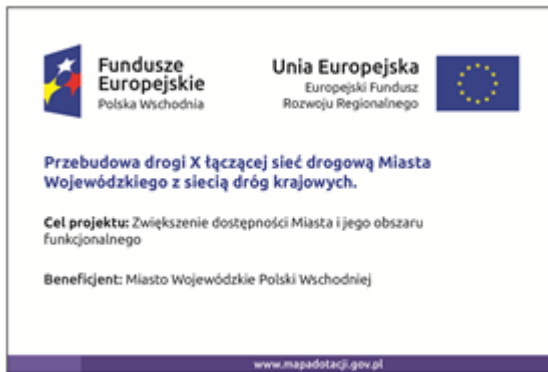 Fundusze
Europejskie
Polska Wschodnia
Unia Europejska
Europejski Fundusz
Rozwoju Regionalnego
Przebudowa drogi X łączącej sieć drogową Miasta
Wojewódzkiego z siecią dróg krajowych.
Cel projektu: Zwiększenie dostępności Miasta i jego obszaru
funkcjonalnego
Beneficjent: Miasto Wojewódzkie Polski Wschodniej
www.mapadotacji.gov.pl